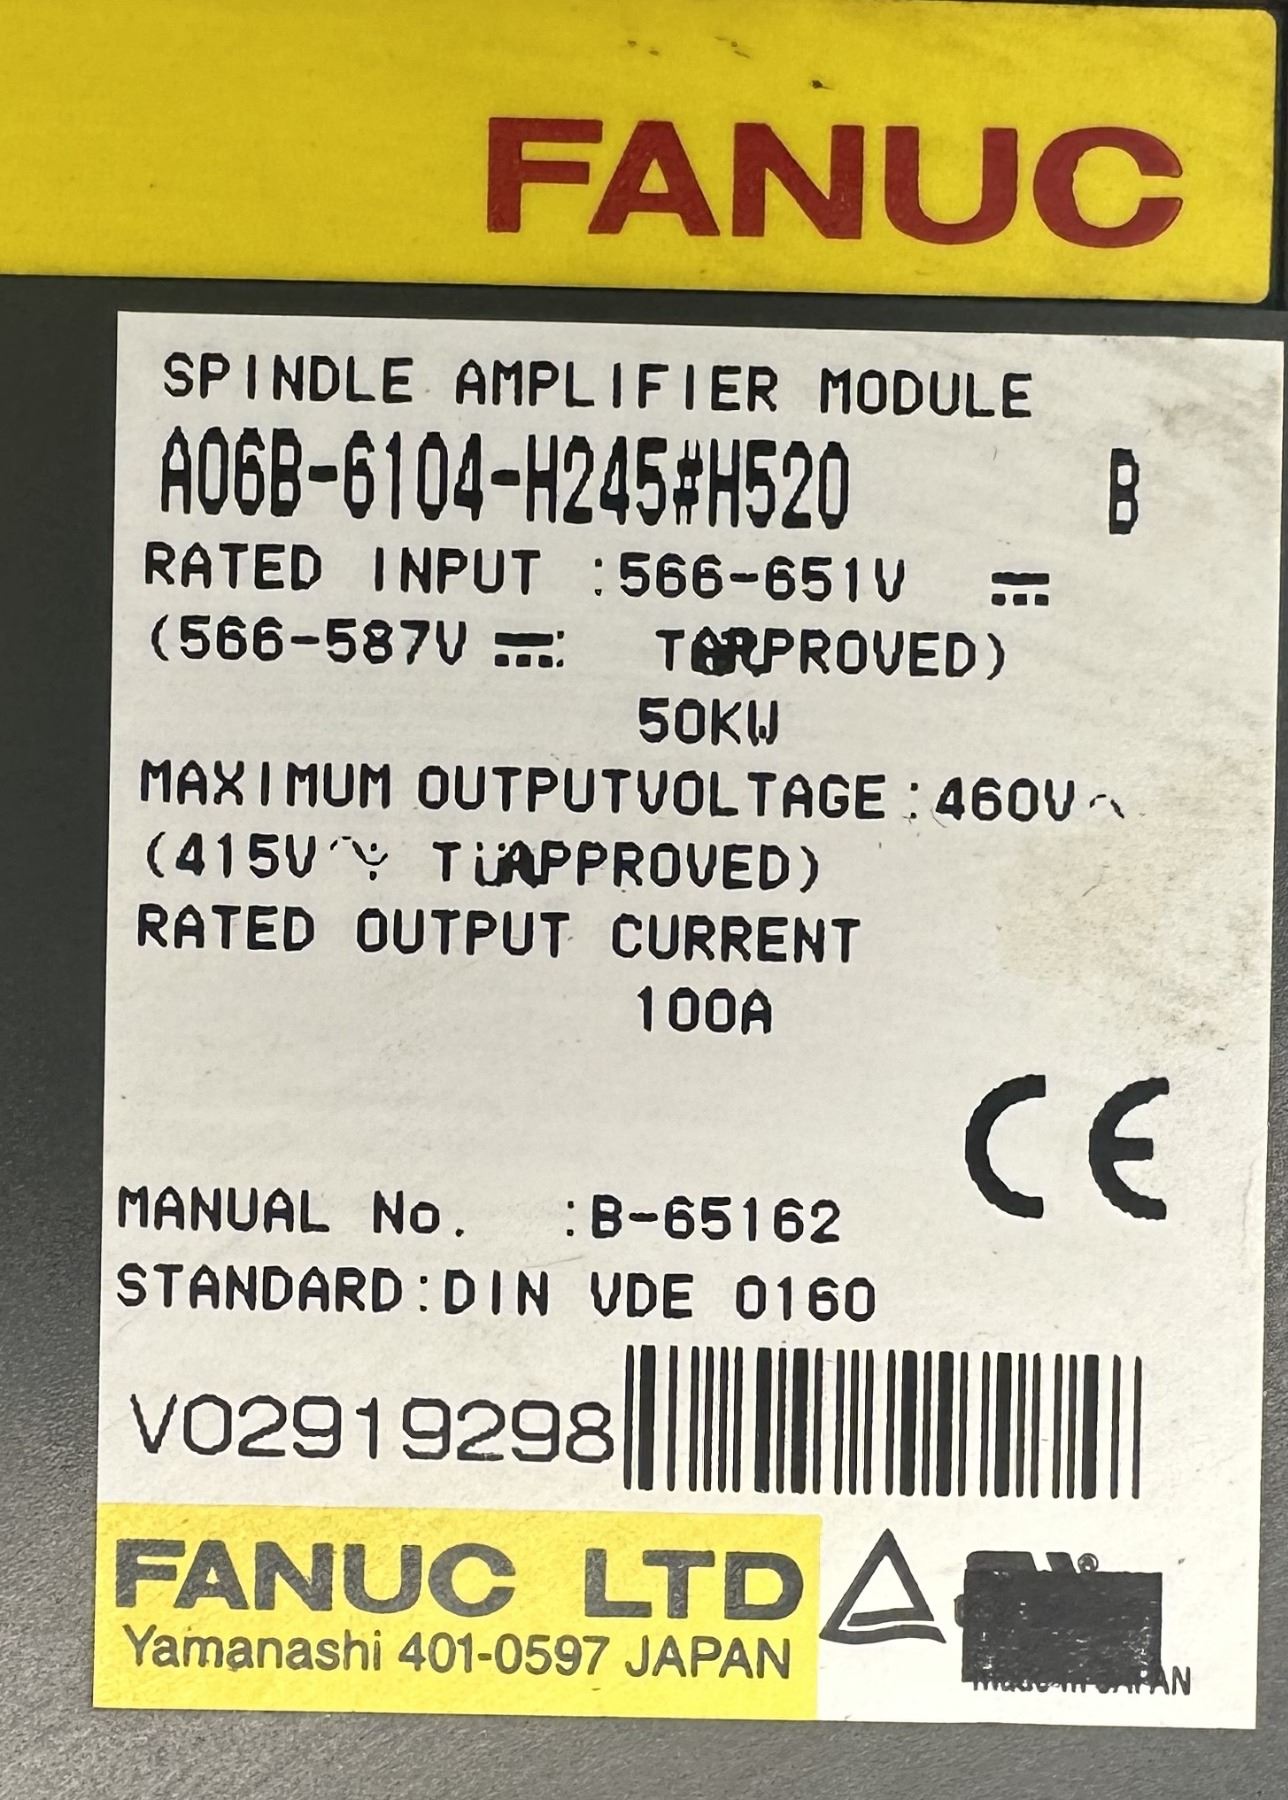 FANUC
SPINDLE AMPLIFIER MODULE
A06B-6104-H245#H520 B
RATED INPUT :566-651V
(566-587V
50KW
MAXIMUM OUTPUTVOLTAGE:460V
(415V
RATED OUTPUT CURRENT
100A
CE
MANUAL No. :B-65162
STANDARD:DIN VDE 0160
V02919298
FANUC LTD
Yamanashi 401-0597 JAPAN